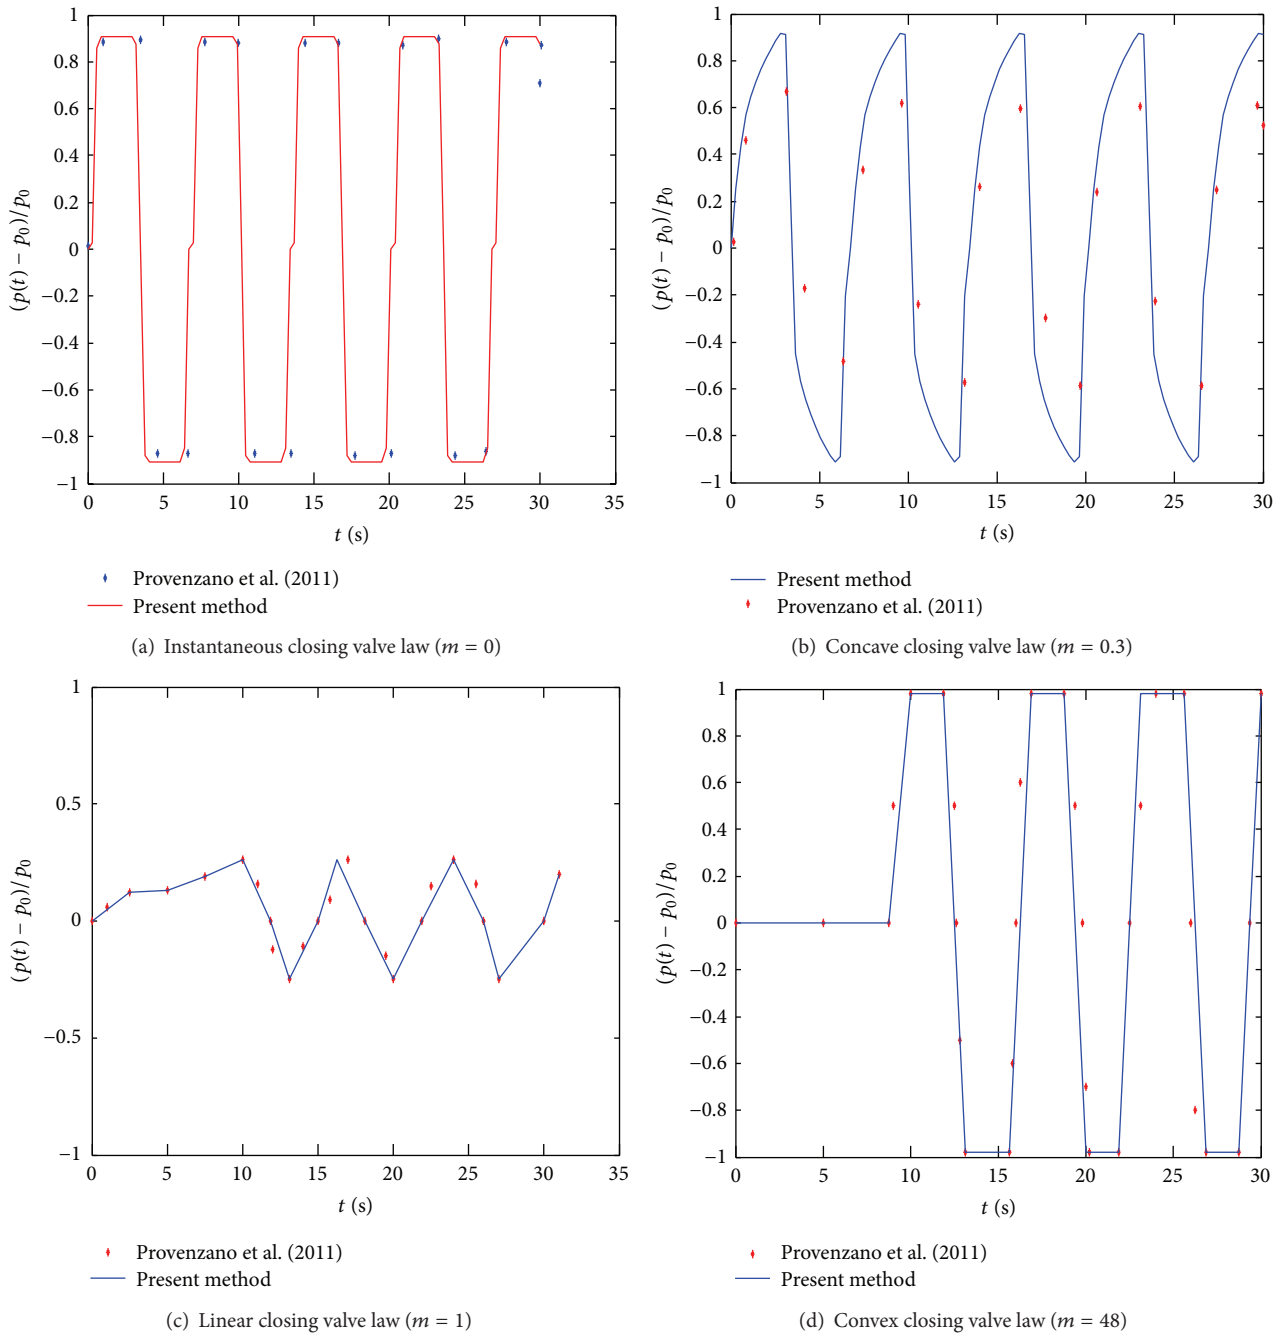 1
0.8
0.6
0.4
0.2
0
−0.2
−0.4
−0.6
−0.8
−1
(p(t) − p₀)/p₀
0 5 10 15 20 25 30 35
t (s)
Provenzano et al. (2011)
Present method
(a) Instantaneous closing valve law (m = 0)
1
0.8
0.6
0.4
0.2
0
−0.2
−0.4
−0.6
−0.8
−1
(p(t) − p₀)/p₀
0 5 10 15 20 25 30
t (s)
Present method
Provenzano et al. (2011)
(b) Concave closing valve law (m = 0.3)
1
0.5
0
−0.5
−1
(p(t) − p₀)/p₀
0 5 10 15 20 25 30 35
t (s)
Provenzano et al. (2011)
Present method
(c) Linear closing valve law (m = 1)
1
0.8
0.6
0.4
0.2
0
−0.2
−0.4
−0.6
−0.8
−1
(p(t) − p₀)/p₀
0 5 10 15 20 25 30
t (s)
Provenzano et al. (2011)
Present method
(d) Convex closing valve law (m = 48)